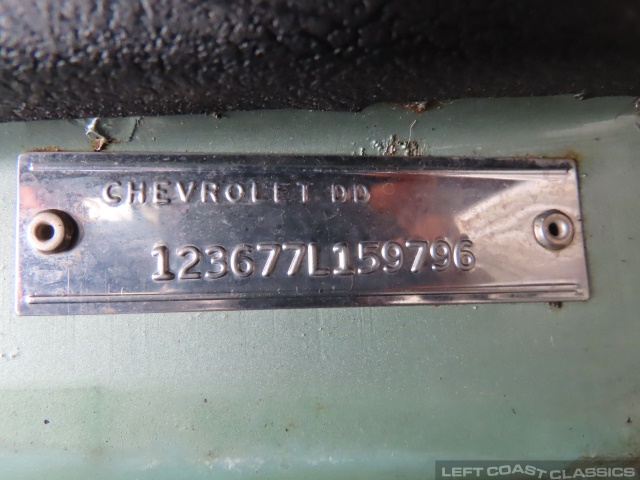 CHEVROLET DD
123677L159796
LEFT COAST CLASSICS